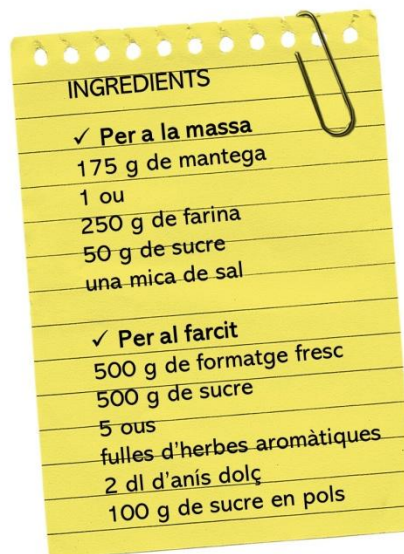 INGREDIENTS
✓ Per a la massa
175 g de mantega
1 ou
250 g de farina
50 g de sucre
una mica de sal
✓ Per al farcit
500 g de formatge fresc
500 g de sucre
5 ous
fulles d'herbes aromàtiques
2 dl d'anís dolç
100 g de sucre en pols